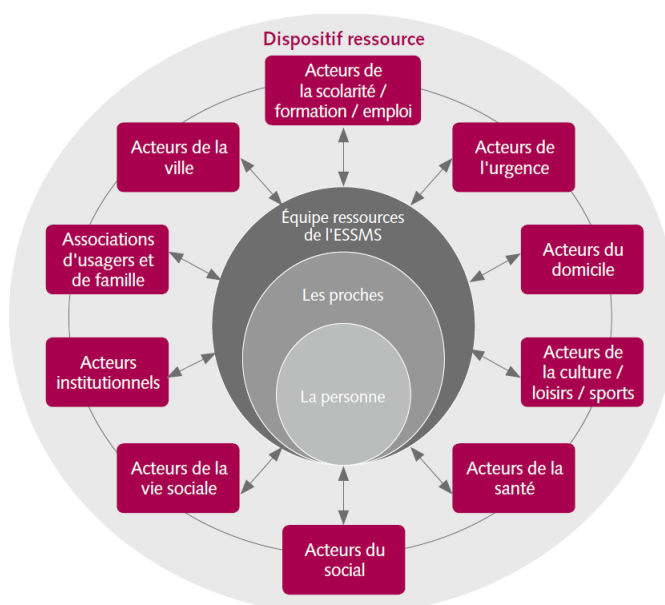 Dispositif ressource
Acteurs de
la scolarité /
formation / emploi
Acteurs de la
ville
Acteurs de
l'urgence
Équipe ressources
de l'ESSMS
Associations
d'usagers et
de famille
Acteurs du
domicile
Les proches
Acteurs
institutionnels
Acteurs de
la culture /
loisirs / sports
La personne
Acteurs de la
vie sociale
Acteurs de la
santé
Acteurs du
social